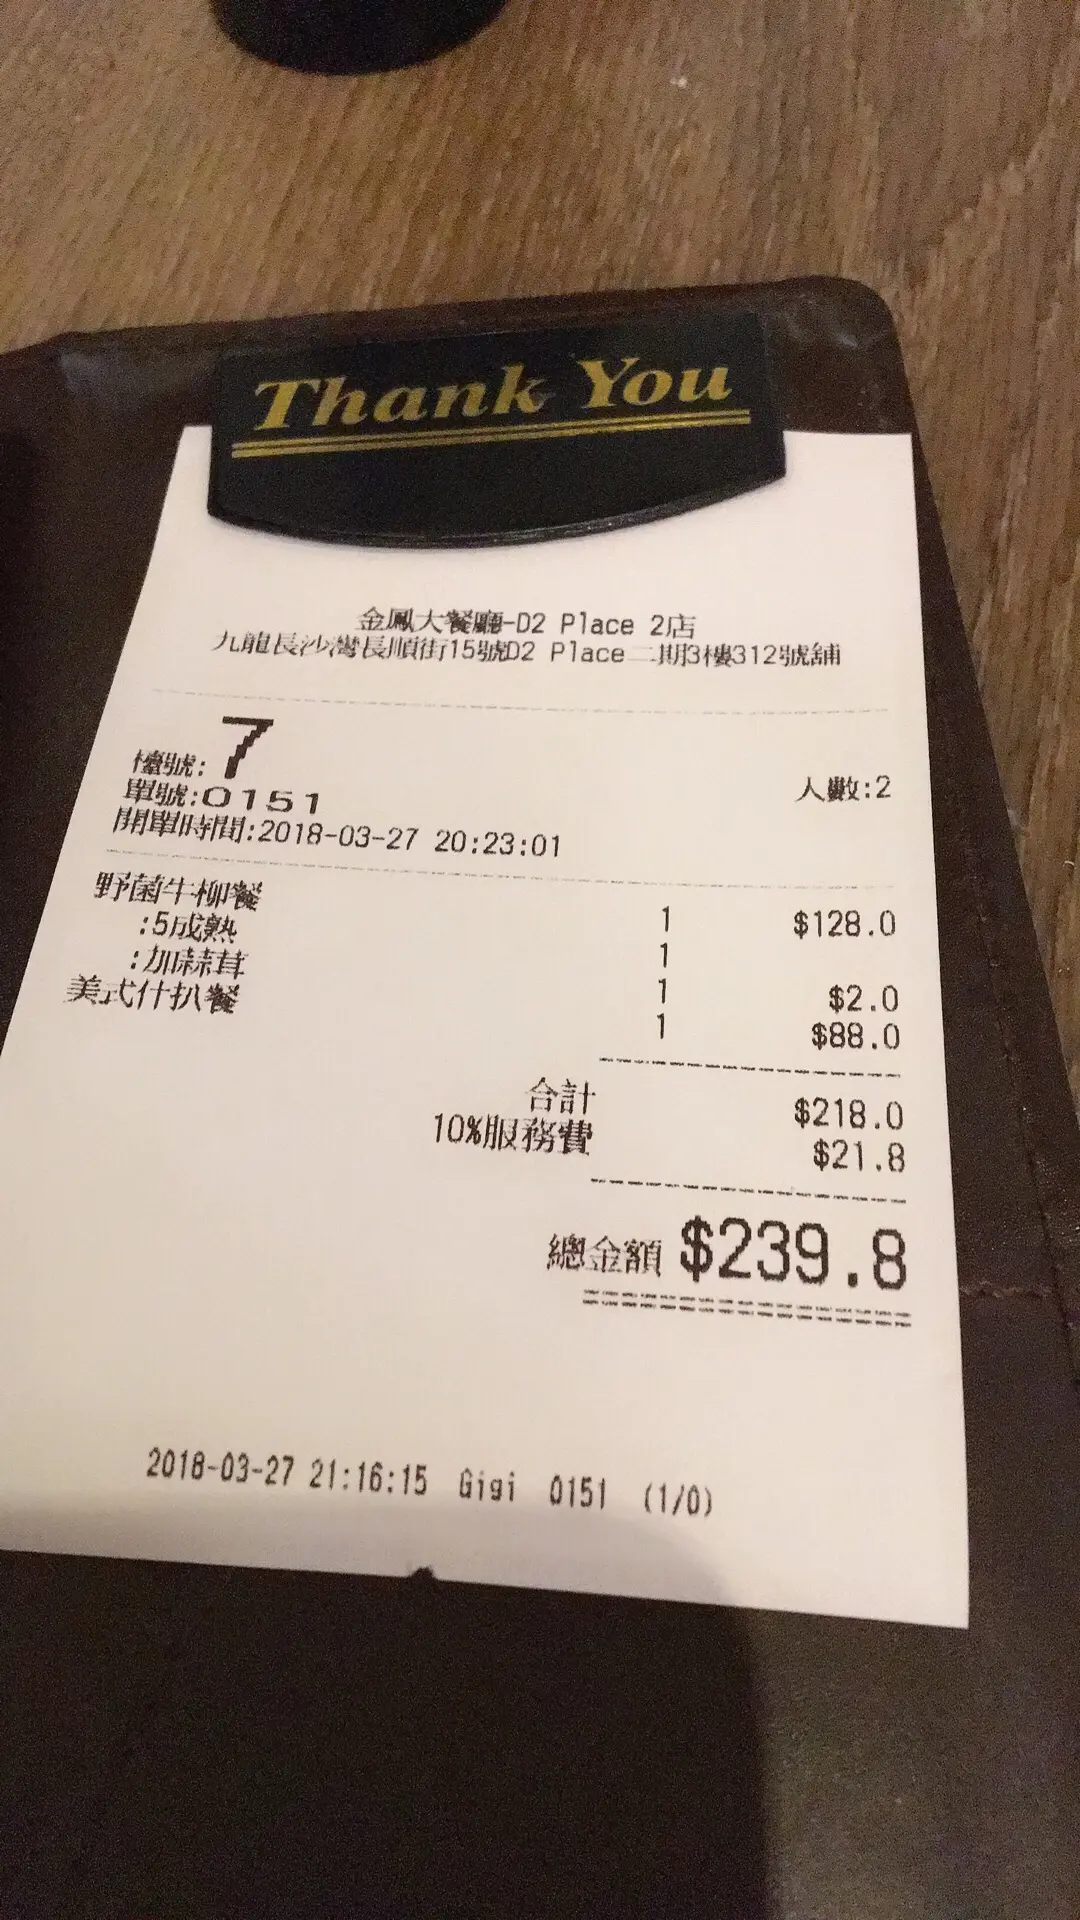 Thank You
金鳳大餐廳-D2 Place 2店
九龍長沙灣長順街15號D2 Place二期3樓312號舖
檯號:7 人數:2
單號:0151
開單時間:2018-03-27 20:23:01
野菌牛柳餐 1 $128.0
:5成熟 1
:加蒜茸 1 $2.0
美式什扒餐 1 $88.0
合計 $218.0
10%服務費 $21.8
總金額 $239.8
2018-03-27 21:16:15 Gigi 0151 (1/0)